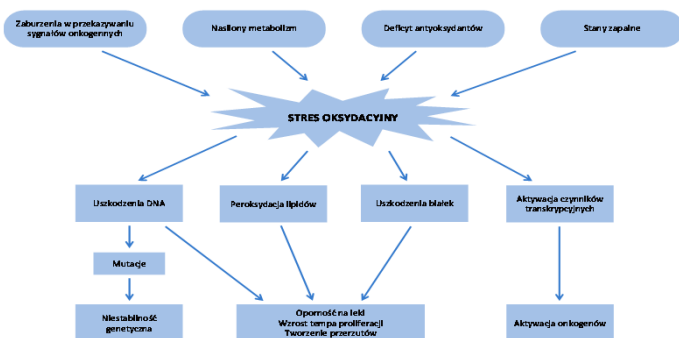 Zaburzenia w przekazywaniu
sygnałów onkogennych
Nasilony metabolizm
Deficyt antyoksydantów
Stany zapalne
STRES OKSYDACYJNY
Uszkodzenia DNA
Peroksydacja lipidów
Uszkodzenia białek
Aktywacja czynników
transkrypcyjnych
Mutacje
Niestabilność
genetyczna
Oporność na leki
Wzrost tempa proliferacji
Tworzenie przerzutów
Aktywacja onkogenów